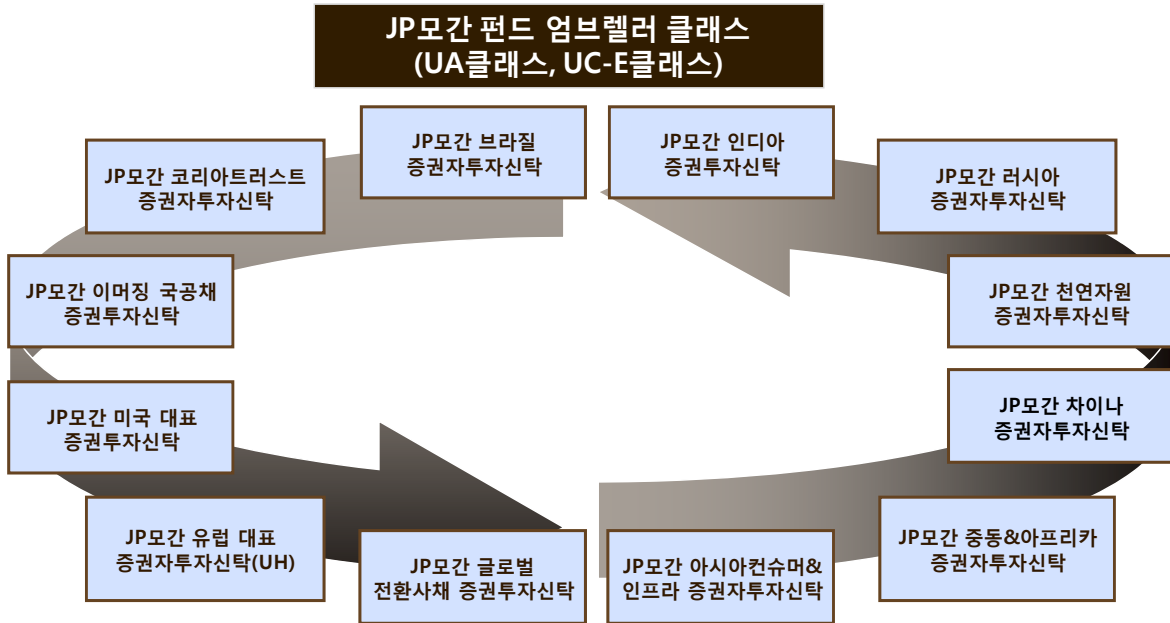 JP모간 펀드 엄브렐러 클래스
(UA클래스, UC-E클래스)
JP모간 브라질
증권자투자신탁
JP모간 인디아
증권투자신탁
JP모간 코리아트러스트
증권자투자신탁
JP모간 러시아
증권자투자신탁
JP모간 이머징 국공채
증권투자신탁
JP모간 천연자원
증권자투자신탁
JP모간 미국 대표
증권투자신탁
JP모간 차이나
증권자투자신탁
JP모간 유럽 대표
증권자투자신탁(UH)
JP모간 글로벌
전환사채 증권투자신탁
JP모간 아시아컨슈머&
인프라 증권자투자신탁
JP모간 중동&아프리카
증권자투자신탁